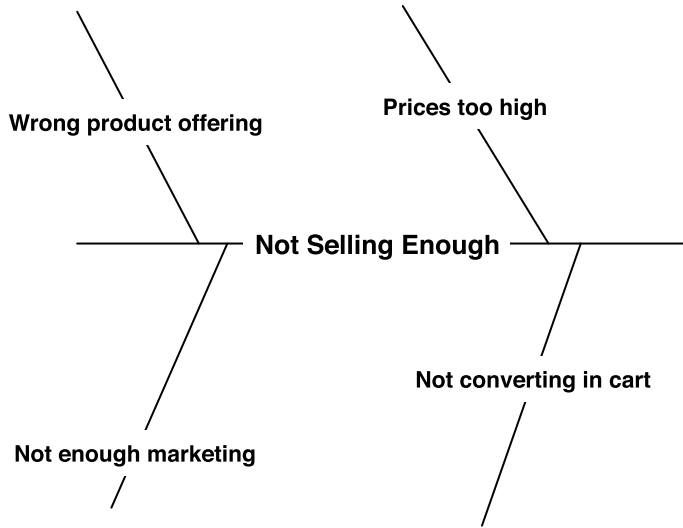 Prices too high
Wrong product offering
Not Selling Enough
Not converting in cart
Not enough marketing